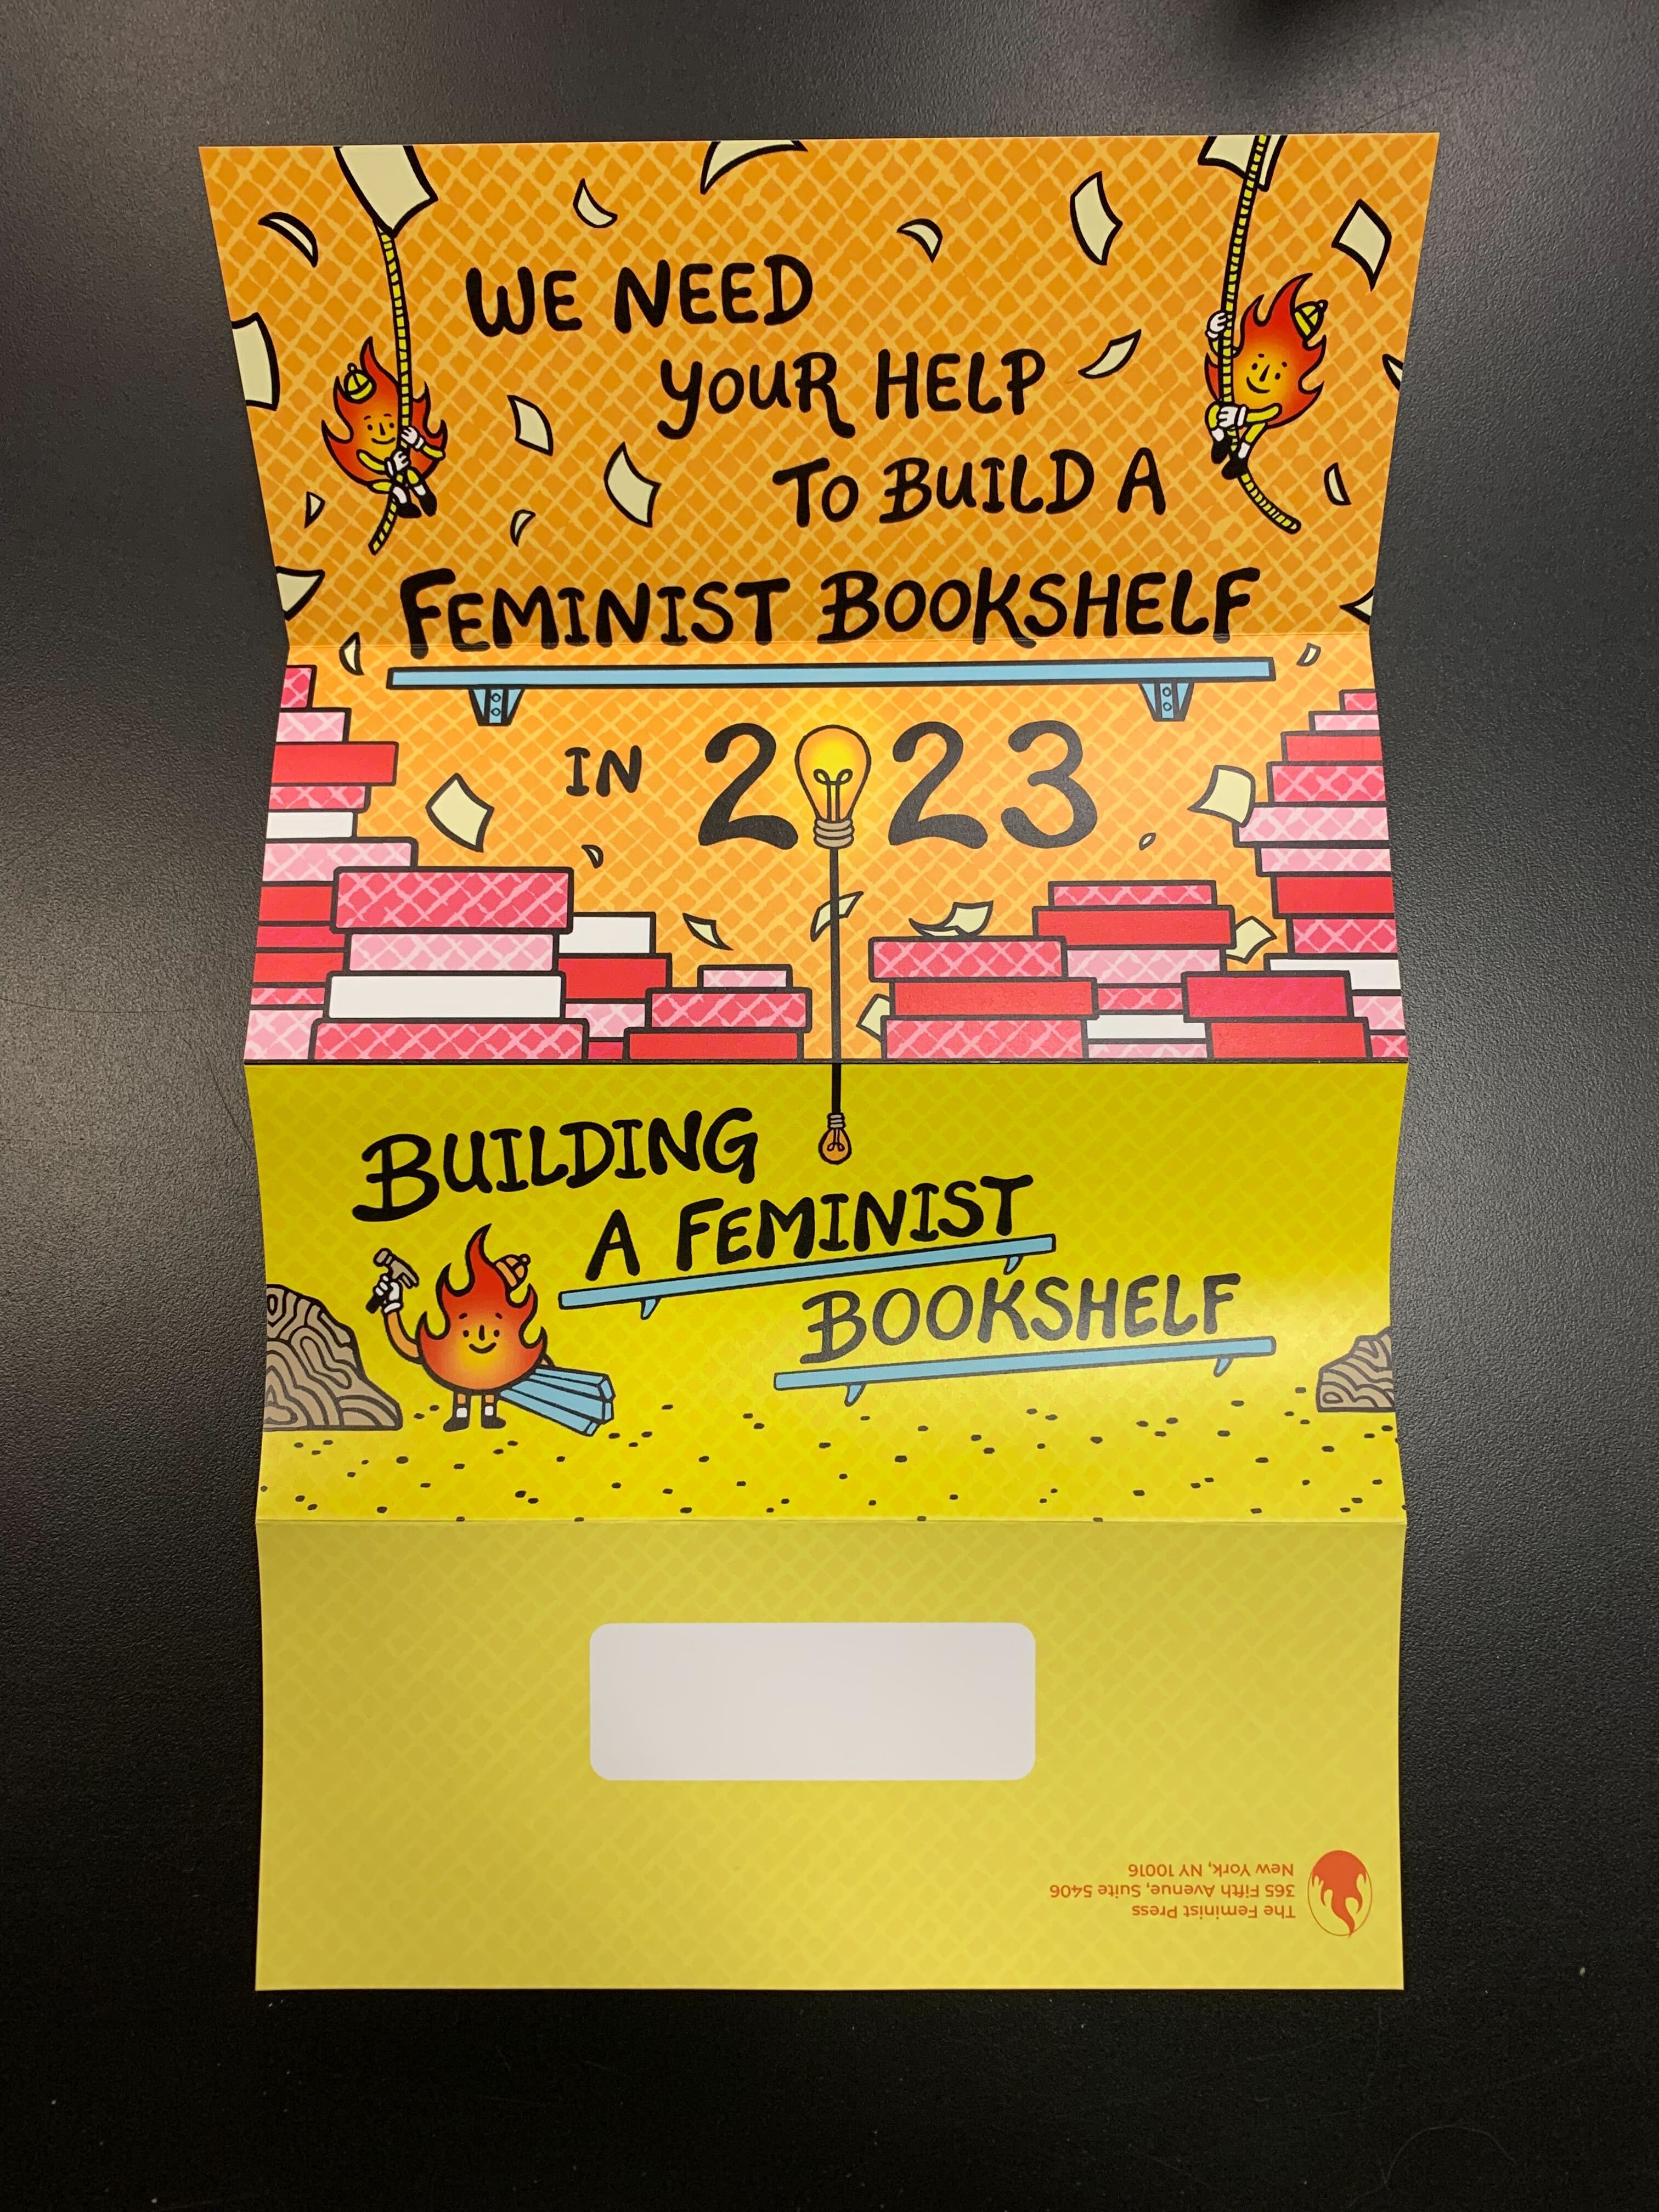 WE NEED
YOUR HELP
TO BUILD A
FEMINIST BOOKSHELF
IN 2023
BUILDING
A FEMINIST
BOOKSHELF
The Feminist Press
365 Fifth Avenue, Suite 5406
New York, NY 10016